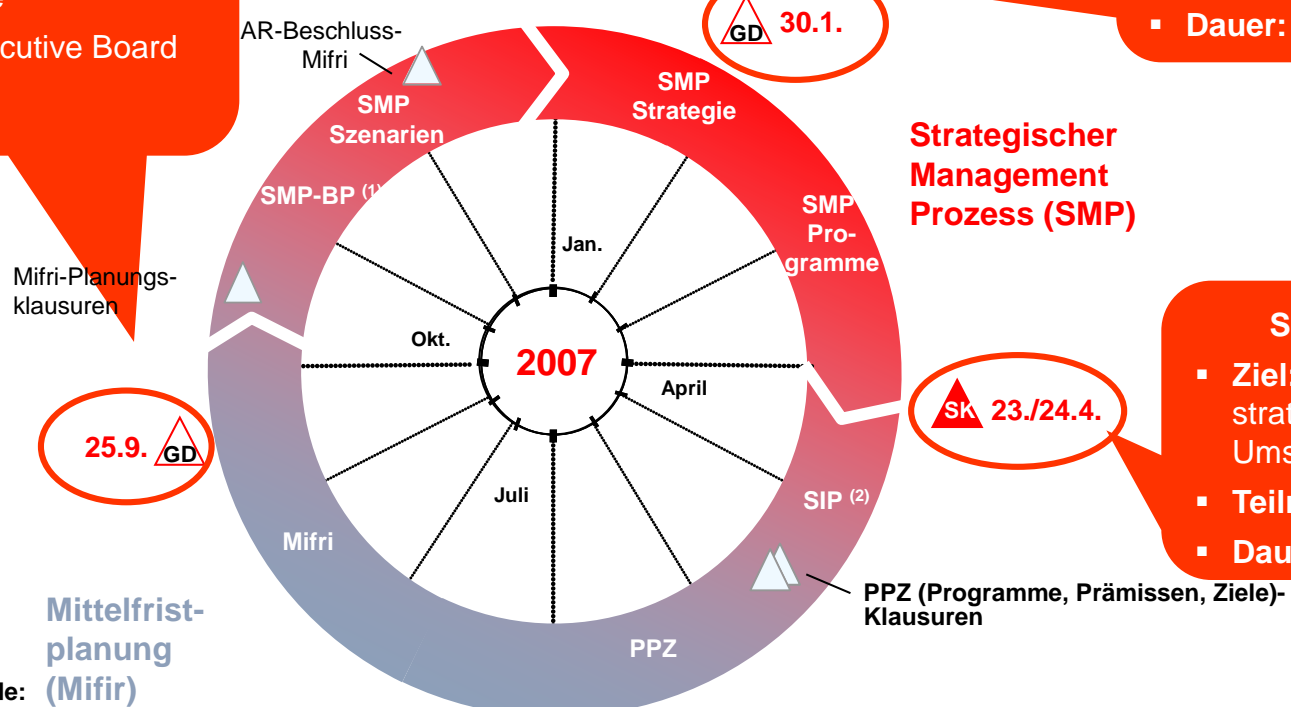 cutive Board
AR-Beschluss-
Mifri
GD 30.1.
▪ Dauer:
SMP
Strategie
SMP
Szenarien
SMP-BP (1)
Strategischer
Management
Prozess (SMP)
SMP
Pro-
gramme
Jan.
Mifri-Planungs-
klausuren
Okt.
2007
April
S
▪ Ziel:
strat
Ums
▪ Teiln
▪ Dau
SK 23./24.4.
25.9. GD
Juli
SIP (2)
Mifri
PPZ (Programme, Prämissen, Ziele)-
Klausuren
PPZ
Mittelfrist-
planung
(Mifir)
de: